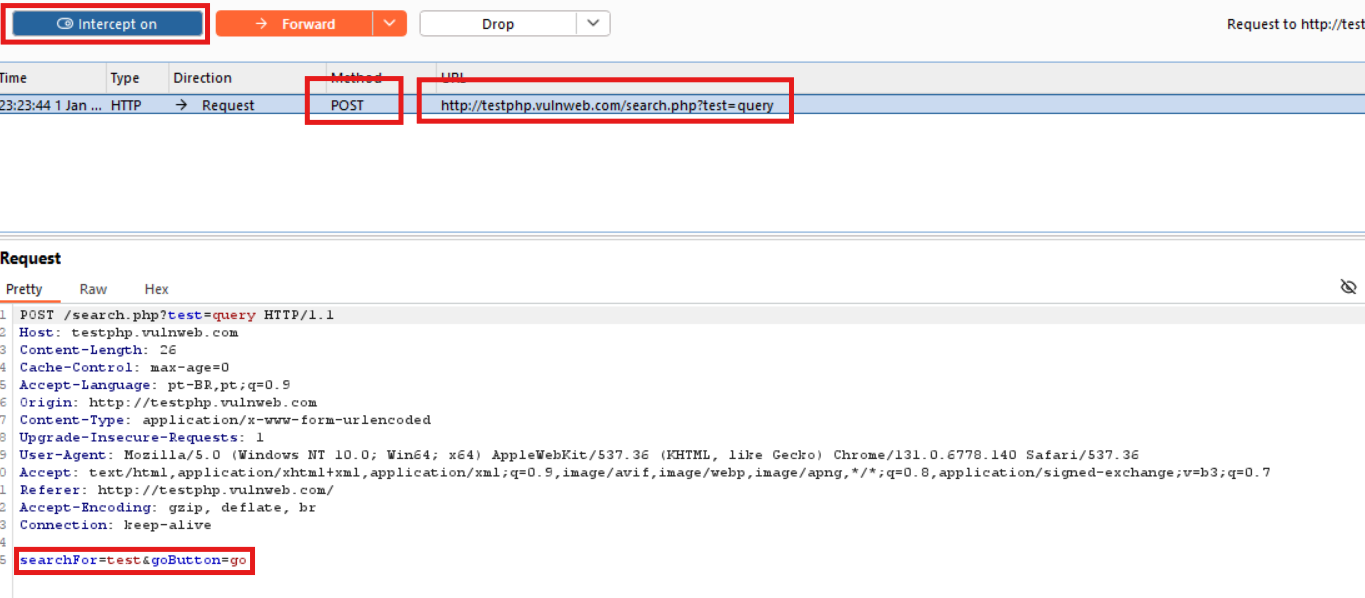 Intercept on Forward Drop Request to http://test
Time Type Direction Method URL
23:23:44 1 Jan ... HTTP → Request POST http://testphp.vulnweb.com/search.php?test=query
Request
Pretty Raw Hex
1 POST /search.php?test=query HTTP/1.1
2 Host: testphp.vulnweb.com
3 Content-Length: 26
4 Cache-Control: max-age=0
5 Accept-Language: pt-BR,pt;q=0.9
6 Origin: http://testphp.vulnweb.com
7 Content-Type: application/x-www-form-urlencoded
8 Upgrade-Insecure-Requests: 1
9 User-Agent: Mozilla/5.0 (Windows NT 10.0; Win64; x64) AppleWebKit/537.36 (KHTML, like Gecko) Chrome/131.0.6778.140 Safari/537.36
0 Accept: text/html,application/xhtml+xml,application/xml;q=0.9,image/avif,image/webp,image/apng,*/*;q=0.8,application/signed-exchange;v=b3;q=0.7
1 Referer: http://testphp.vulnweb.com/
2 Accept-Encoding: gzip, deflate, br
3 Connection: keep-alive
4
5 searchFor=test&goButton=go